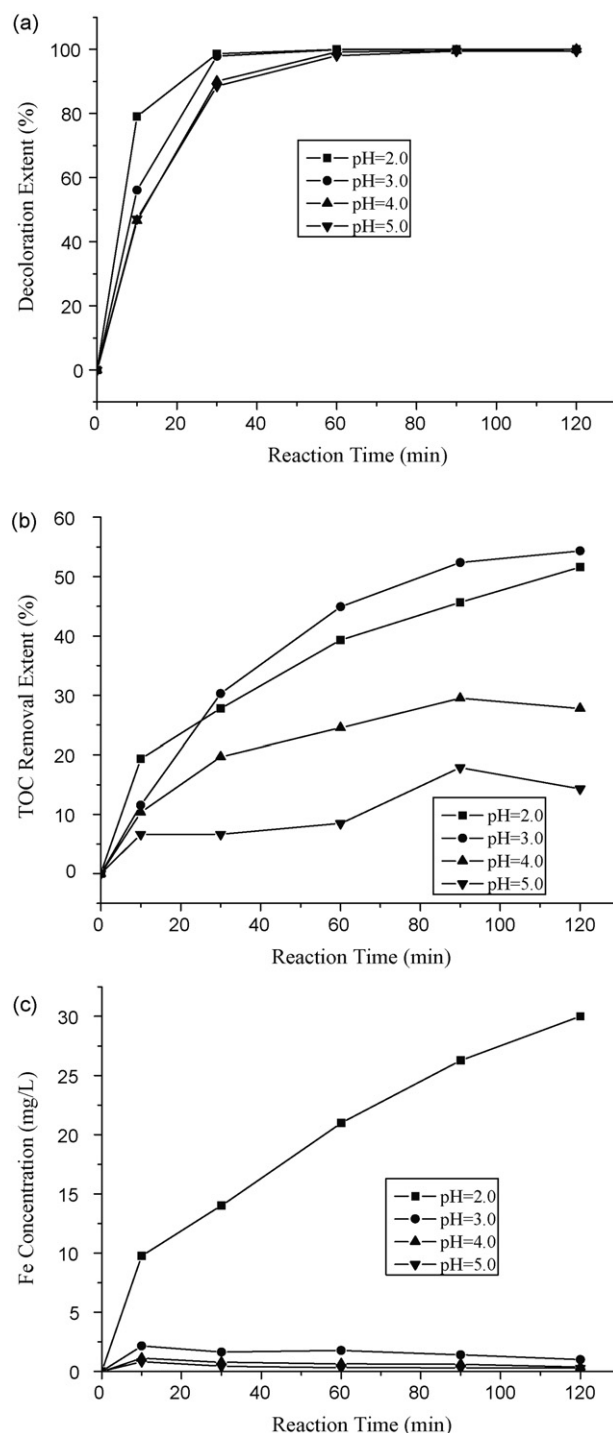 (a)
100
80
60
40
20
0
Decoloration Extent (%)
pH=2.0
pH=3.0
pH=4.0
pH=5.0
0 20 40 60 80 100 120
Reaction Time (min)
(b)
60
50
40
30
20
10
0
TOC Removal Extent (%)
pH=2.0
pH=3.0
pH=4.0
pH=5.0
0 20 40 60 80 100 120
Reaction Time (min)
(c)
30
25
20
15
10
5
0
Fe Concentration (mg/L)
pH=2.0
pH=3.0
pH=4.0
pH=5.0
0 20 40 60 80 100 120
Reaction Time (min)